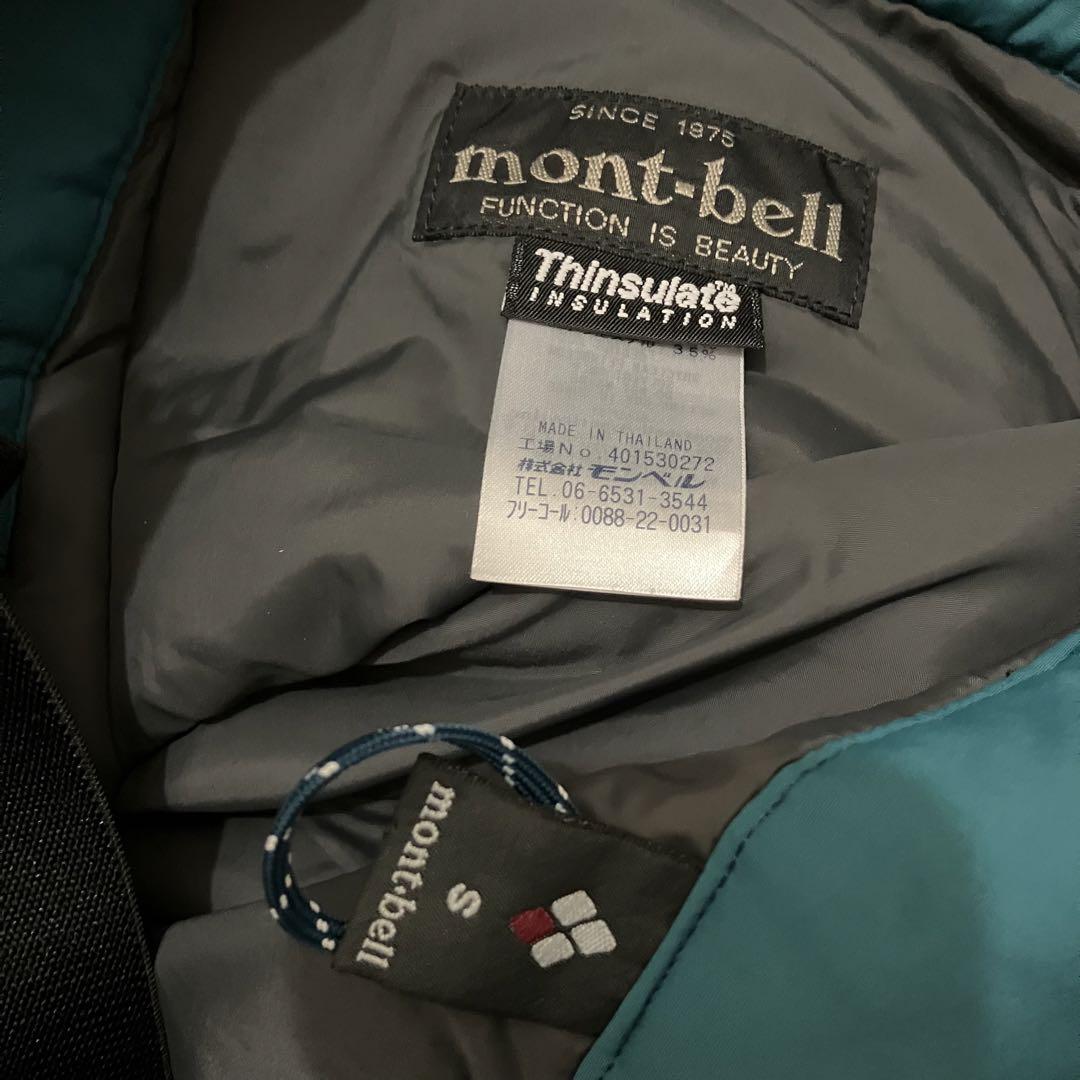 SINCE 1975
mont-bell
FUNCTION IS BEAUTY
Thinsulate™
INSULATION
35%
MADE IN THAILAND
工場No.401530272
株式会社 モンベル
TEL.06-6531-3544
フリーコール:0088-22-0031
mont-bell
S